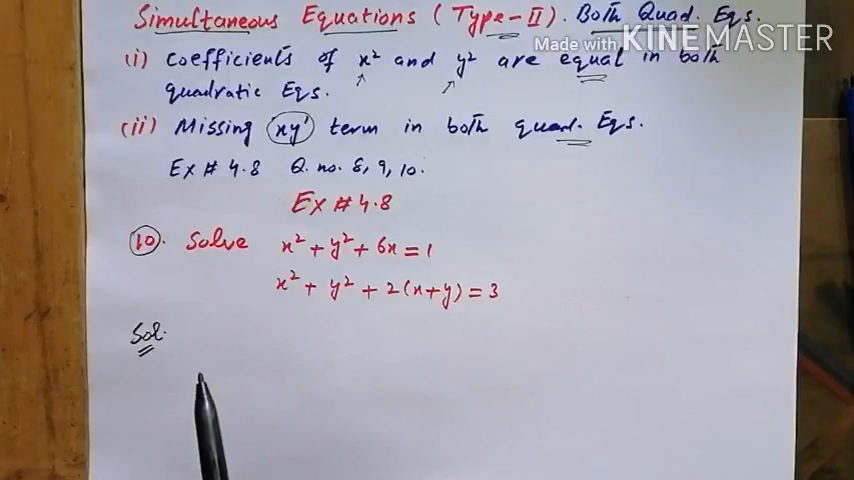 Simultaneous Equations (Type-II). Both Quad. Eqs.
Made with KINEMASTER
(i) Coefficients of x² and y² are equal in both
quadratic Eqs.
(ii) Missing 'xy' term in both quad. Eqs.
Ex # 4.8 Q. no. 8, 9, 10.
Ex # 4.8
10. Solve x² + y² + 6x = 1
x² + y² + 2(x+y) = 3
Sol.